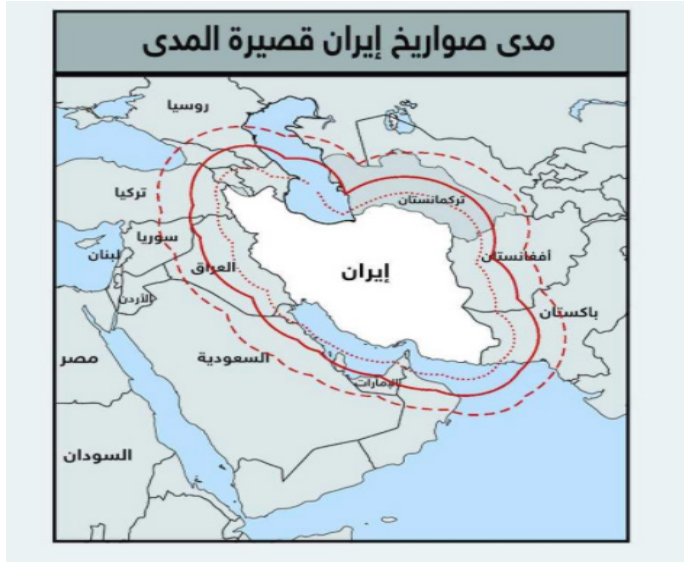 مدى صواريخ إيران قصيرة المدى
روسيا
تركيا
تركمانستان
سوريا
لبنان
العراق
إيران
أفغانستان
الأردن
باكستان
مصر
السعودية
الإمارات
السودان